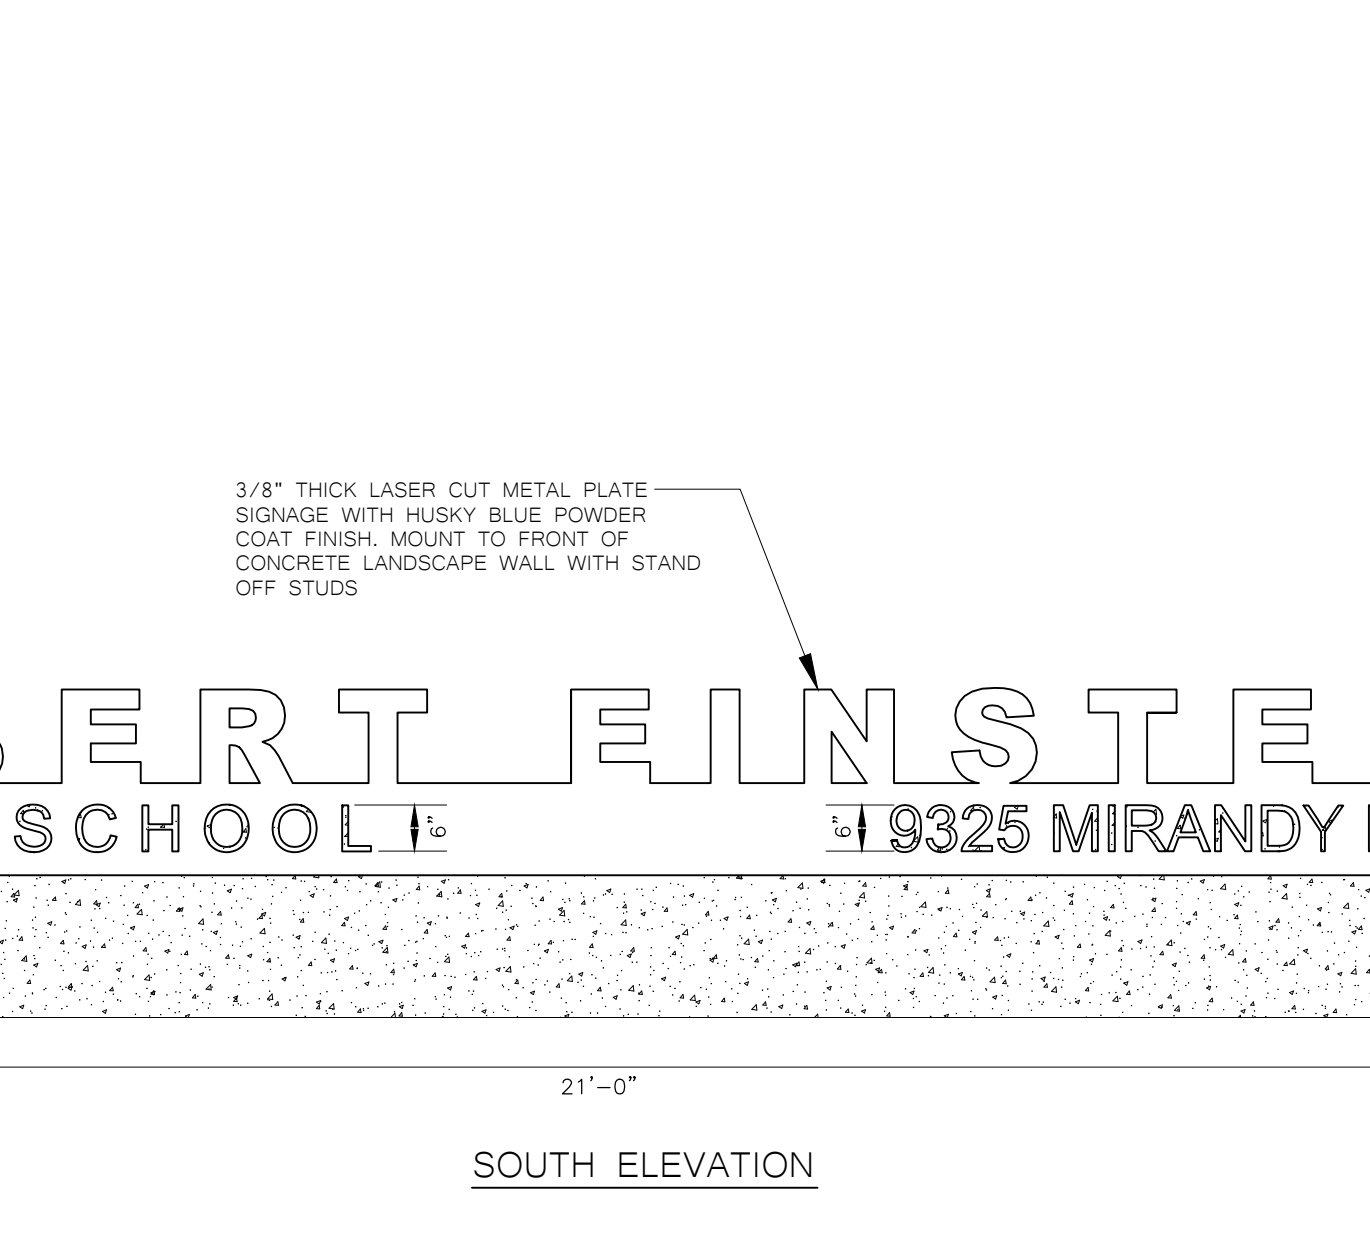 3/8" THICK LASER CUT METAL PLATE
SIGNAGE WITH HUSKY BLUE POWDER
COAT FINISH. MOUNT TO FRONT OF
CONCRETE LANDSCAPE WALL WITH STAND
OFF STUDS
ERT EINSTE
SCHOOL 6" 6" 9325 MIRANDY
21'-0"
SOUTH ELEVATION